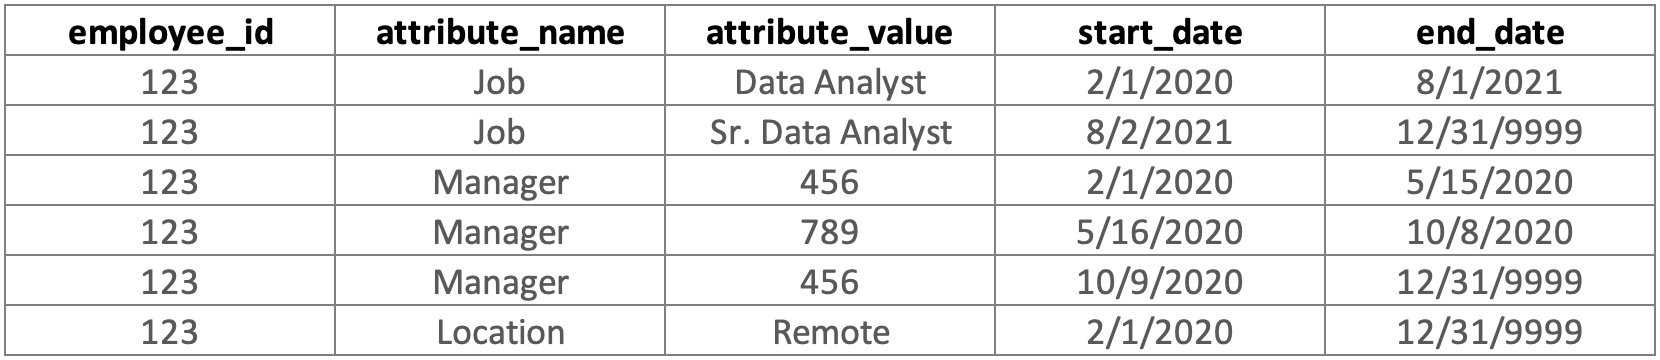 employee_id attribute_name attribute_value start_date end_date
123 Job Data Analyst 2/1/2020 8/1/2021
123 Job Sr. Data Analyst 8/2/2021 12/31/9999
123 Manager 456 2/1/2020 5/15/2020
123 Manager 789 5/16/2020 10/8/2020
123 Manager 456 10/9/2020 12/31/9999
123 Location Remote 2/1/2020 12/31/9999